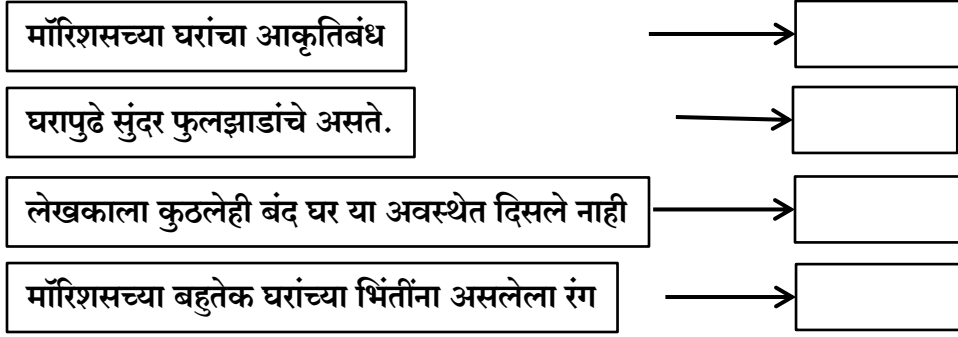 मॉरिशसच्या घरांचा आकृतिबंध
घरापुढे सुंदर फुलझाडांचे असते.
लेखकाला कुठलेही बंद घर या अवस्थेत दिसले नाही
मॉरिशसच्या बहुतेक घरांच्या भिंतींना असलेला रंग